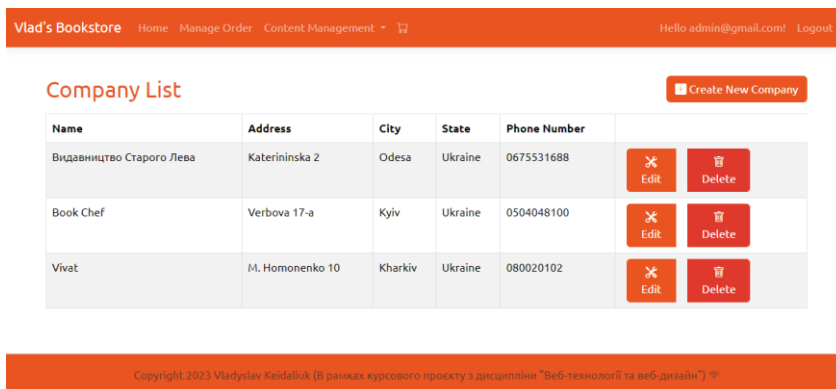 Vlad's Bookstore Home Manage Order Content Management Hello admin@gmail.com! Logout
Company List
Create New Company
Name Address City State Phone Number
Видавництво Старого Лева Katerininska 2 Odesa Ukraine 0675531688
Edit Delete
Book Chef Verbova 17-a Kyiv Ukraine 0504048100
Edit Delete
Vivat M. Homonenko 10 Kharkiv Ukraine 080020102
Edit Delete
Copyright 2023 Vladyslav Keidaliuk (В рамках курсового проєкту з дисципліни "Веб-технології та веб-дизайн")